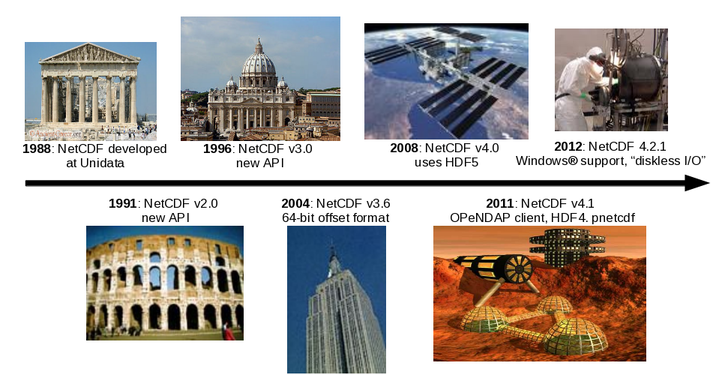 1988: NetCDF developed
at Unidata
1996: NetCDF v3.0
new API
2008: NetCDF v4.0
uses HDF5
2012: NetCDF 4.2.1
Windows® support, “diskless I/O”
1991: NetCDF v2.0
new API
2004: NetCDF v3.6
64-bit offset format
2011: NetCDF v4.1
OPeNDAP client, HDF4. pnetcdf